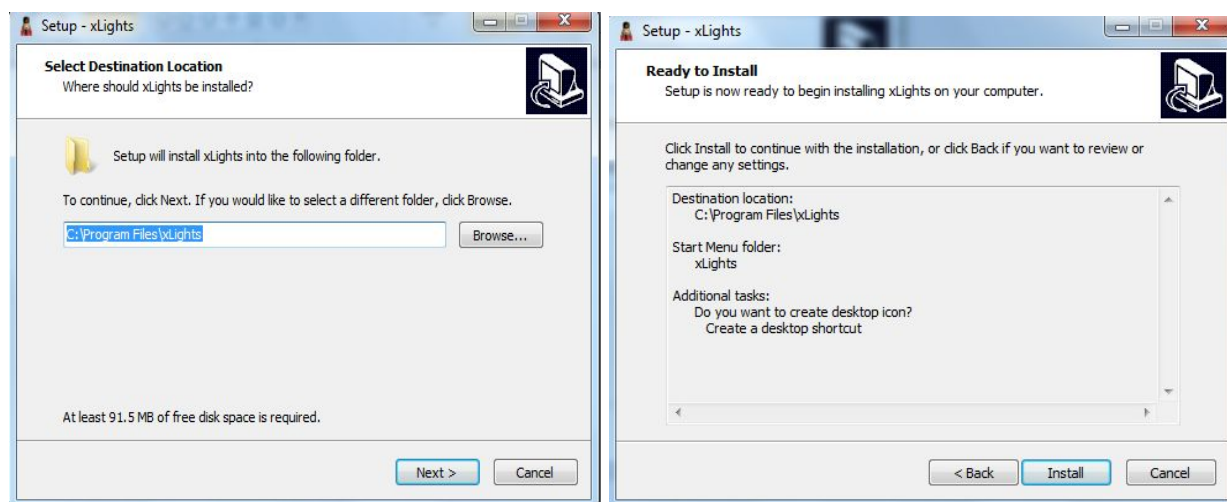 Setup - xLights
Select Destination Location
Where should xLights be installed?
Setup will install xLights into the following folder.
To continue, click Next. If you would like to select a different folder, click Browse.
C:\Program Files\xLights
Browse...
At least 91.5 MB of free disk space is required.
Next >
Cancel
Setup - xLights
Ready to Install
Setup is now ready to begin installing xLights on your computer.
Click Install to continue with the installation, or click Back if you want to review or
change any settings.
Destination location:
C:\Program Files\xLights
Start Menu folder:
xLights
Additional tasks:
Do you want to create desktop icon?
Create a desktop shortcut
< Back
Install
Cancel